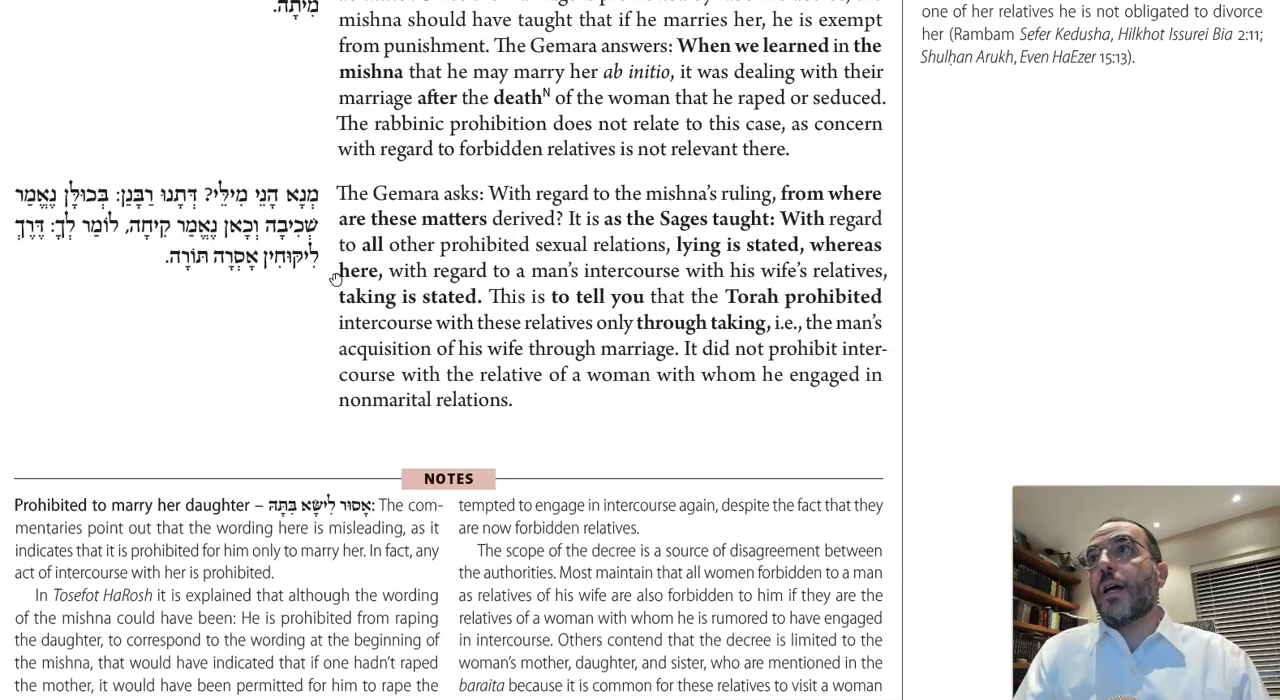 מִיתָה.
mishna should have taught that if he marries her, he is exempt
from punishment. The Gemara answers: When we learned in the
mishna that he may marry her ab initio, it was dealing with their
marriage after the deathᴺ of the woman that he raped or seduced.
The rabbinic prohibition does not relate to this case, as concern
with regard to forbidden relatives is not relevant there.
מְנָא הָנֵי מִילֵּי? דְּתָנוּ רַבָּנַן: בְּכוּלָּן נֶאֱמַר
שְׁכִיבָה וְכָאן נֶאֱמַר קִיחָה, לוֹמַר לְךָ: דֶּרֶךְ
לִיקּוּחִין אָסְרָה תּוֹרָה.
The Gemara asks: With regard to the mishna's ruling, from where
are these matters derived? It is as the Sages taught: With regard
to all other prohibited sexual relations, lying is stated, whereas
here, with regard to a man's intercourse with his wife's relatives,
taking is stated. This is to tell you that the Torah prohibited
intercourse with these relatives only through taking, i.e., the man's
acquisition of his wife through marriage. It did not prohibit inter-
course with the relative of a woman with whom he engaged in
nonmarital relations.
one of her relatives he is not obligated to divorce
her (Rambam Sefer Kedusha, Hilkhot Issurei Bia 2:11;
Shulḥan Arukh, Even HaEzer 15:13).
NOTES
Prohibited to marry her daughter – אָסוּר לִישָּׂא בִּתָּהּ: The com-
mentaries point out that the wording here is misleading, as it
indicates that it is prohibited for him only to marry her. In fact, any
act of intercourse with her is prohibited.
In Tosefot HaRosh it is explained that although the wording
of the mishna could have been: He is prohibited from raping
the daughter, to correspond to the wording at the beginning of
the mishna, that would have indicated that if one hadn't raped
the mother, it would have been permitted for him to rape the
tempted to engage in intercourse again, despite the fact that they
are now forbidden relatives.
The scope of the decree is a source of disagreement between
the authorities. Most maintain that all women forbidden to a man
as relatives of his wife are also forbidden to him if they are the
relatives of a woman with whom he is rumored to have engaged
in intercourse. Others contend that the decree is limited to the
woman's mother, daughter, and sister, who are mentioned in the
baraita because it is common for these relatives to visit a woman